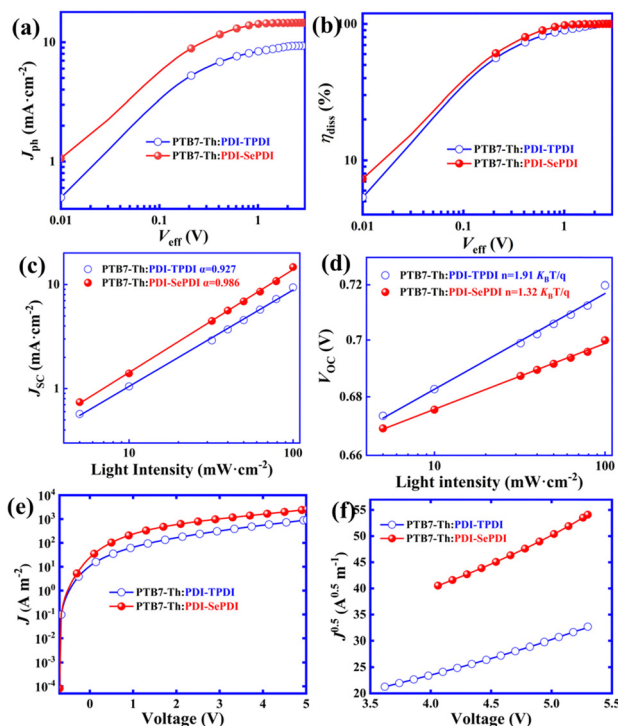 (a)
J_ph (mA·cm⁻²)
10
1
PTB7-Th:PDI-TPDI
PTB7-Th:PDI-SePDI
0.01
0.1
1
V_eff
(b)
η_diss (%)
100
10
PTB7-Th:PDI-TPDI
PTB7-Th:PDI-SePDI
0.01
0.1
1
V_eff
(c)
J_SC (mA·cm⁻²)
10
1
PTB7-Th:PDI-TPDI α=0.927
PTB7-Th:PDI-SePDI α=0.986
10
100
Light Intensity (mW·cm⁻²)
(d)
V_OC (V)
0.72
0.7
0.68
0.66
PTB7-Th:PDI-TPDI n=1.91 K_BT/q
PTB7-Th:PDI-SePDI n=1.32 K_BT/q
10
100
Light intensity (mW·cm⁻²)
(e)
J (A m⁻²)
10⁴
10³
10²
10¹
10⁰
10⁻¹
10⁻²
10⁻³
10⁻⁴
PTB7-Th:PDI-TPDI
PTB7-Th:PDI-SePDI
0
1
2
3
4
5
Voltage (V)
(f)
J^0.5 (A^0.5 m⁻¹)
55
50
45
40
35
30
25
20
PTB7-Th:PDI-TPDI
PTB7-Th:PDI-SePDI
3.5
4.0
4.5
5.0
5.5
Voltage (V)